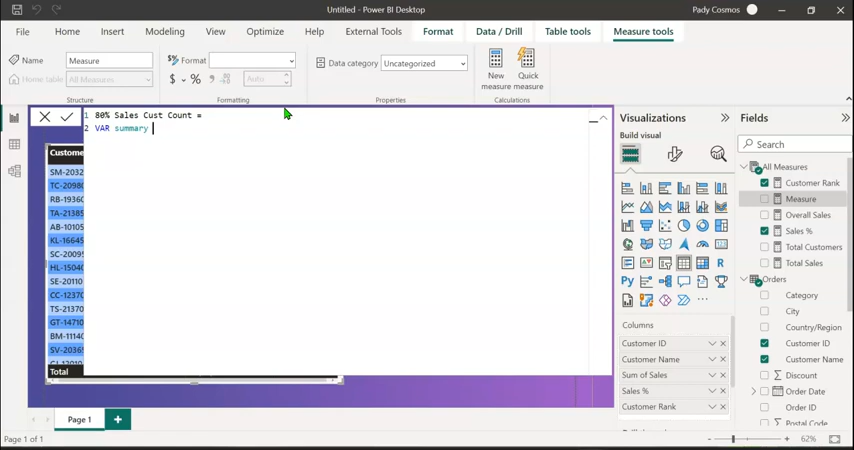 Untitled - Power BI Desktop
Pady Cosmos
File Home Insert Modeling View Optimize Help External Tools Format Data / Drill Table tools Measure tools
Name Measure
Home table All Measures
Structure
Format
$ % Auto
Formatting
Data category Uncategorized
Properties
New measure
Quick measure
Calculations
1 80% Sales Cust Count =
2 VAR summary
Custome
SM-2032
TC-20980
RB-19360
TA-21385
AB-10105
KL-16645
SC-20095
HL-15040
SE-20110
CC-12370
TS-21370
GT-14710
BM-11140
SV-20365
Total
Visualizations
Build visual
Py
R
Columns
Customer ID
Customer Name
Sum of Sales
Sales %
Customer Rank
Fields
Search
All Measures
Customer Rank
Measure
Overall Sales
Sales %
Total Customers
Total Sales
Orders
Category
City
Country/Region
Customer ID
Customer Name
Discount
Order Date
Order ID
Postal Code
Page 1
Page 1 of 1
62%